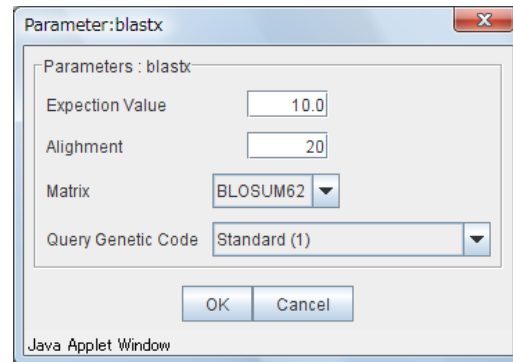 Parameter:blastx
Parameters : blastx
Expection Value 10.0
Alighment 20
Matrix BLOSUM62
Query Genetic Code Standard (1)
OK Cancel
Java Applet Window